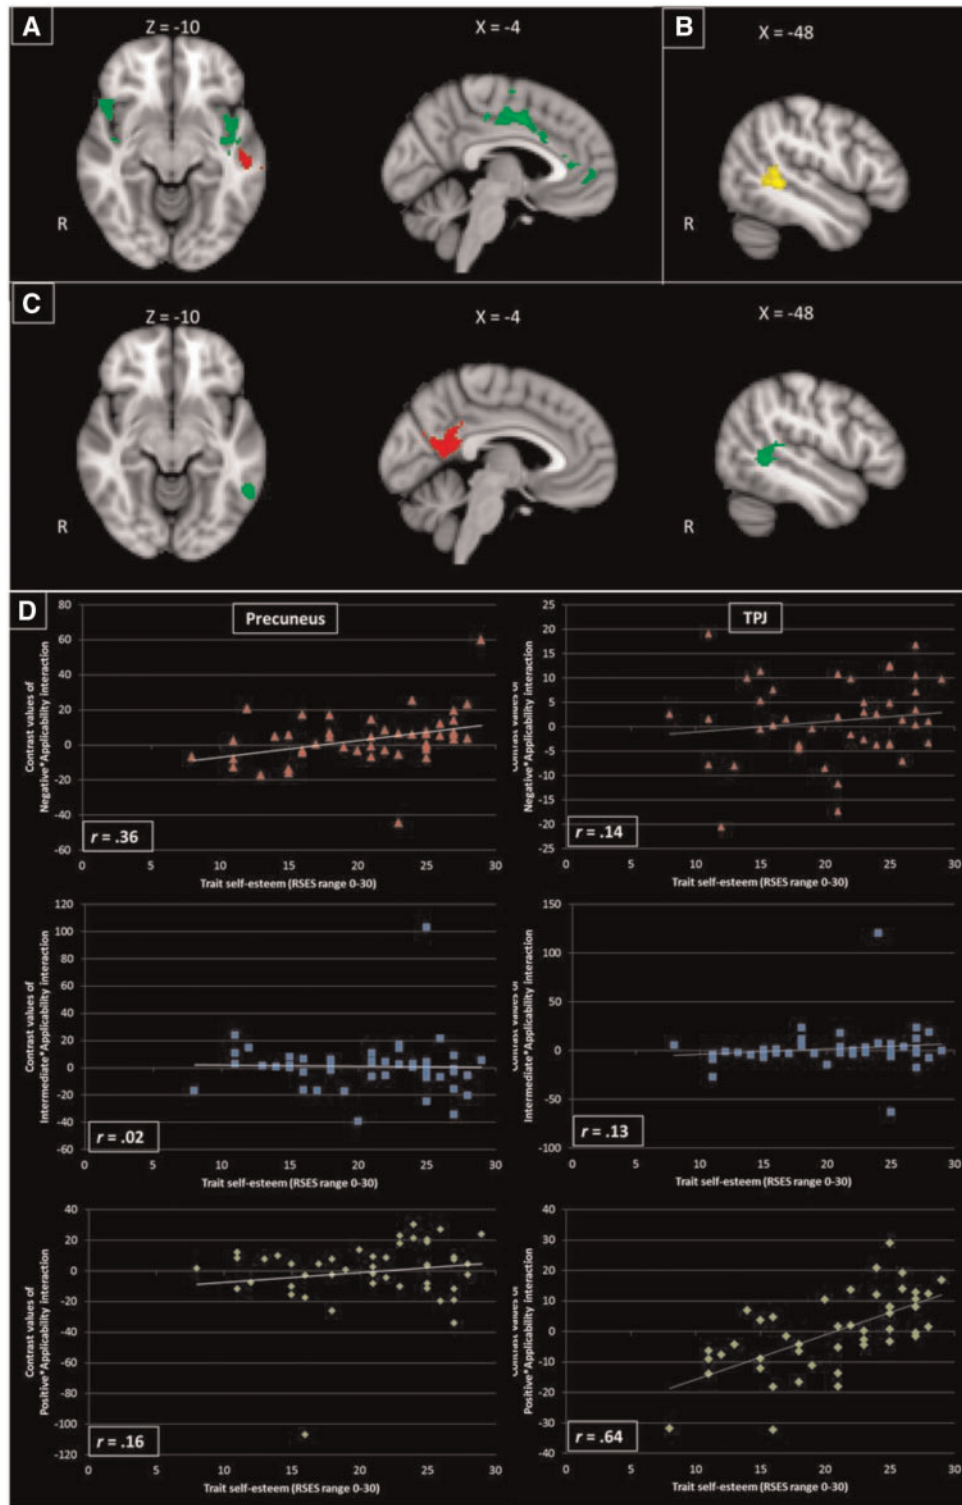 A
Z = -10
X = -4
B
X = -48
R
C
Z = -10
X = -4
X = -48
R
R
D
Precuneus
Contrast values of
Negative*Applicability interaction
80
60
40
20
0
-20
-40
-60
r = .36
0 5 10 15 20 25 30
Trait self-esteem (RSES range 0-30)
TPJ
Contrast values of
Negative*Applicability interaction
25
20
15
10
5
0
-5
-10
-15
-20
-25
r = .14
0 5 10 15 20 25 30
Trait self-esteem (RSES range 0-30)
Contrast values of
Intermediate*Applicability interaction
120
100
80
60
40
20
0
-20
-40
-60
r = .02
0 5 10 15 20 25 30
Trait self-esteem (RSES range 0-30)
Contrast values of
Intermediate*Applicability interaction
150
100
50
0
-50
-100
r = .13
0 5 10 15 20 25 30
Trait self-esteem (RSES range 0-30)
Contrast values of
Positive*Applicability interaction
40
20
0
-20
-40
-60
-80
-100
-120
r = .16
0 5 10 15 20 25 30
Trait self-esteem (RSES range 0-30)
Contrast values of
Positive*Applicability interaction
40
30
20
10
0
-10
-20
-30
-40
r = .64
0 5 10 15 20 25 30
Trait self-esteem (RSES range 0-30)